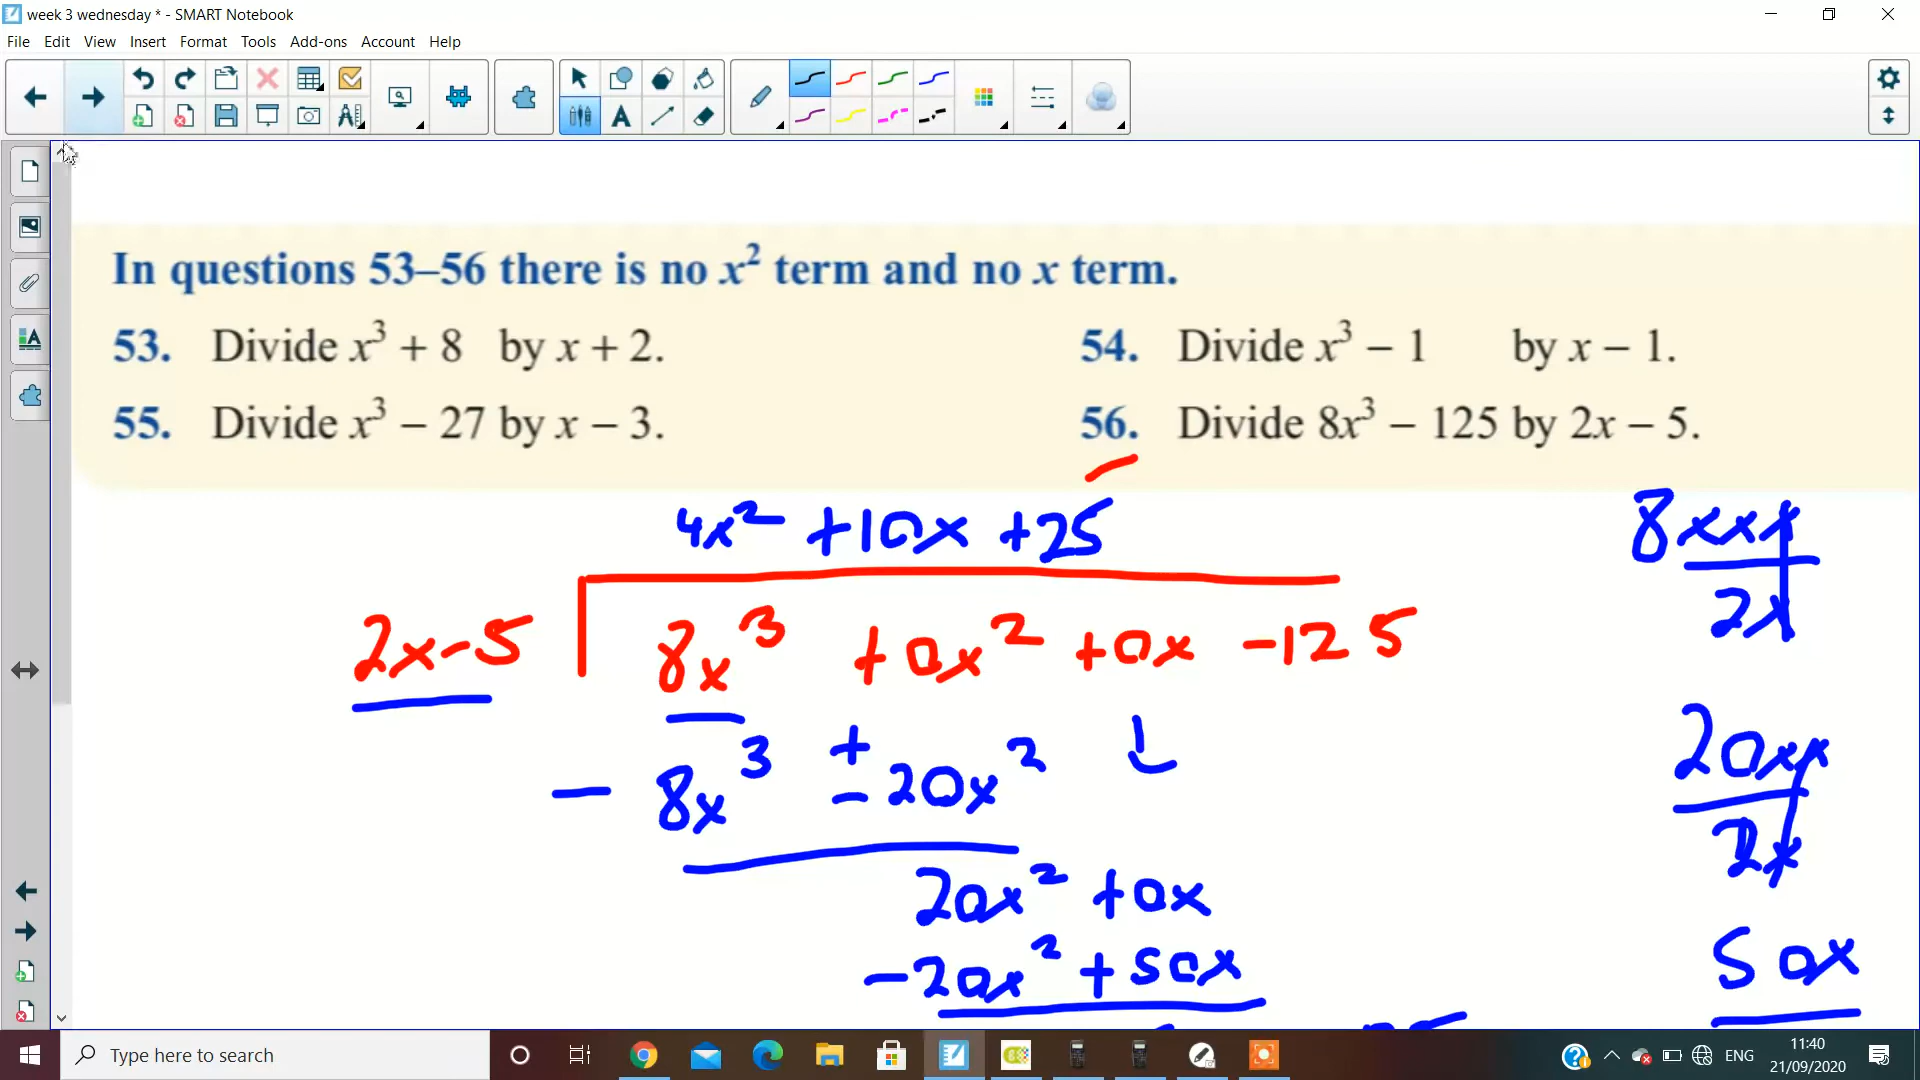 week 3 wednesday * - SMART Notebook
File Edit View Insert Format Tools Add-ons Account Help
In questions 53–56 there is no x² term and no x term.
53. Divide x³ + 8 by x + 2.
54. Divide x³ − 1 by x − 1.
55. Divide x³ − 27 by x − 3.
56. Divide 8x³ − 125 by 2x − 5.
4x² +10x +25
2x-5 8x³ +0x² +0x -125
- 8x³ ± 20x²
20x² +0x
-20x² +50x
8xxx
2x
20xx
2x
50x
Type here to search
ENG
11:40
21/09/2020